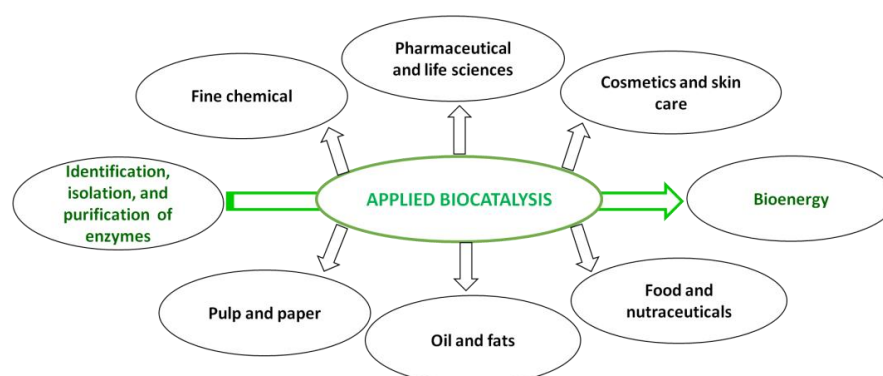 Pharmaceutical
and life sciences
Fine chemical
Cosmetics and skin
care
Identification,
isolation, and
purification of
enzymes
APPLIED BIOCATALYSIS
Bioenergy
Pulp and paper
Oil and fats
Food and
nutraceuticals